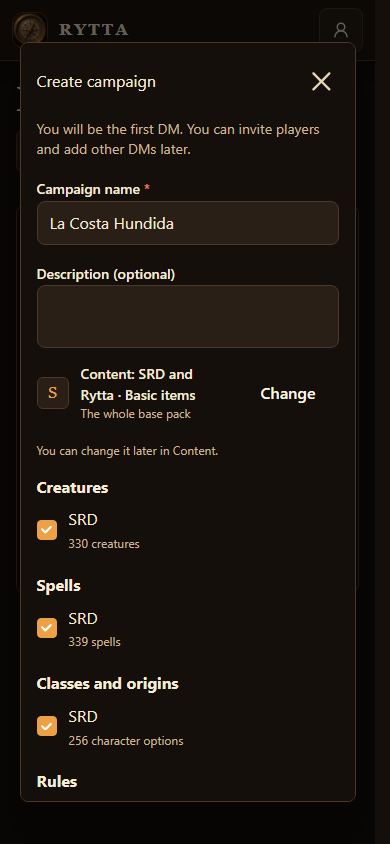 RYTTA
Create campaign
You will be the first DM. You can invite players
and add other DMs later.
Campaign name *
La Costa Hundida
Description (optional)
S
Content: SRD and
Rytta · Basic items
The whole base pack
Change
You can change it later in Content.
Creatures
SRD
330 creatures
Spells
SRD
339 spells
Classes and origins
SRD
256 character options
Rules